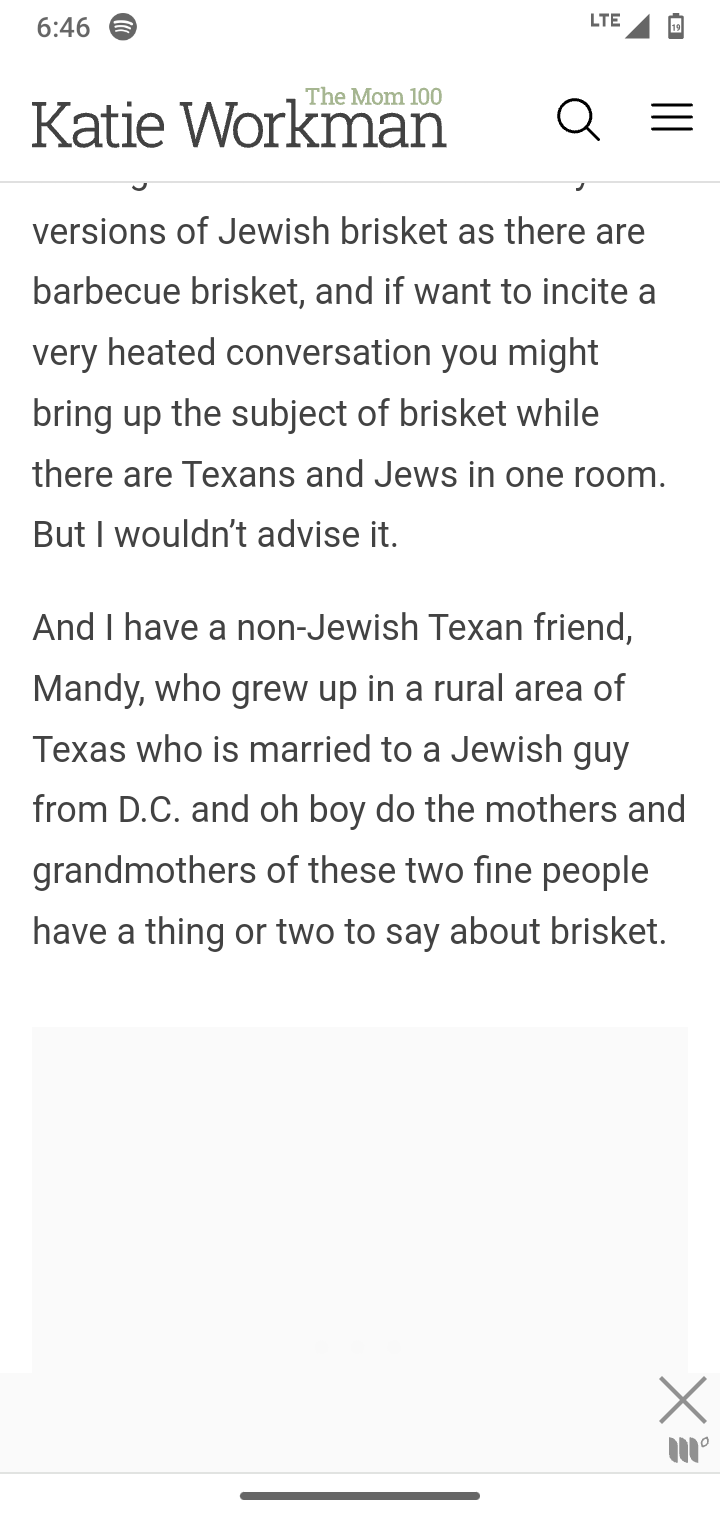 6:46
LTE
19
The Mom 100
Katie Workman
versions of Jewish brisket as there are
barbecue brisket, and if want to incite a
very heated conversation you might
bring up the subject of brisket while
there are Texans and Jews in one room.
But I wouldn’t advise it.
And I have a non-Jewish Texan friend,
Mandy, who grew up in a rural area of
Texas who is married to a Jewish guy
from D.C. and oh boy do the mothers and
grandmothers of these two fine people
have a thing or two to say about brisket.